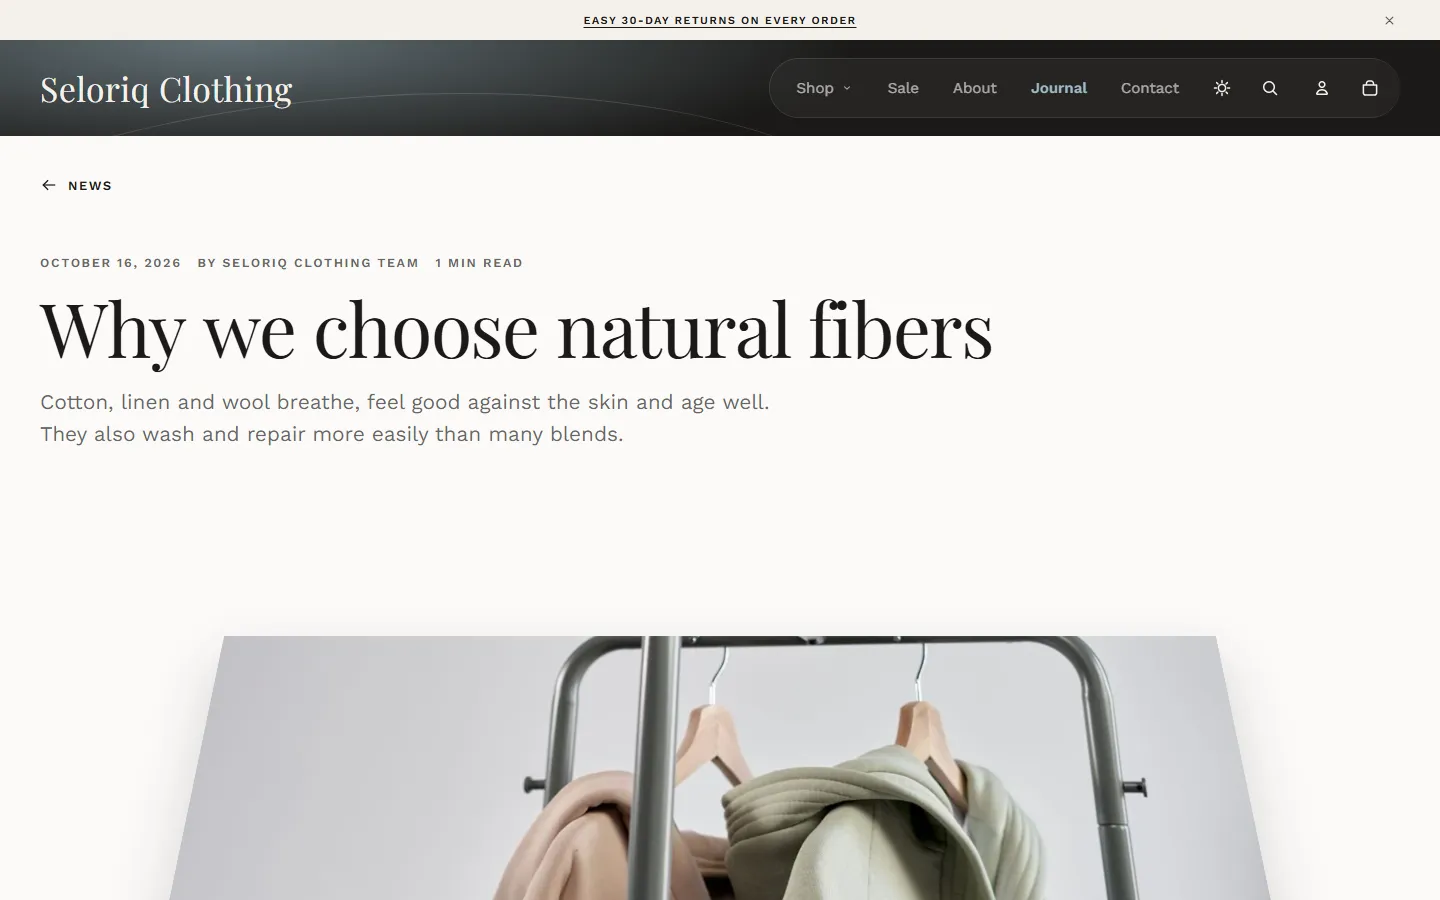 EASY 30-DAY RETURNS ON EVERY ORDER
Seloriq Clothing
Shop Sale About Journal Contact
NEWS
OCTOBER 16, 2026 BY SELORIQ CLOTHING TEAM 1 MIN READ
Why we choose natural fibers
Cotton, linen and wool breathe, feel good against the skin and age well.
They also wash and repair more easily than many blends.